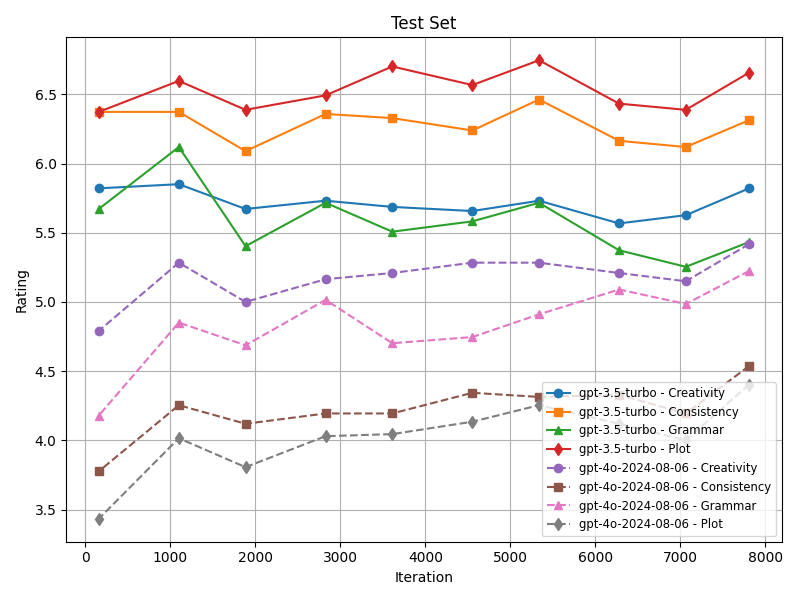 Test Set
Rating
6.5
6.0
5.5
5.0
4.5
4.0
3.5
gpt-3.5-turbo - Creativity
gpt-3.5-turbo - Consistency
gpt-3.5-turbo - Grammar
gpt-3.5-turbo - Plot
gpt-4o-2024-08-06 - Creativity
gpt-4o-2024-08-06 - Consistency
gpt-4o-2024-08-06 - Grammar
gpt-4o-2024-08-06 - Plot
0 1000 2000 3000 4000 5000 6000 7000 8000
Iteration